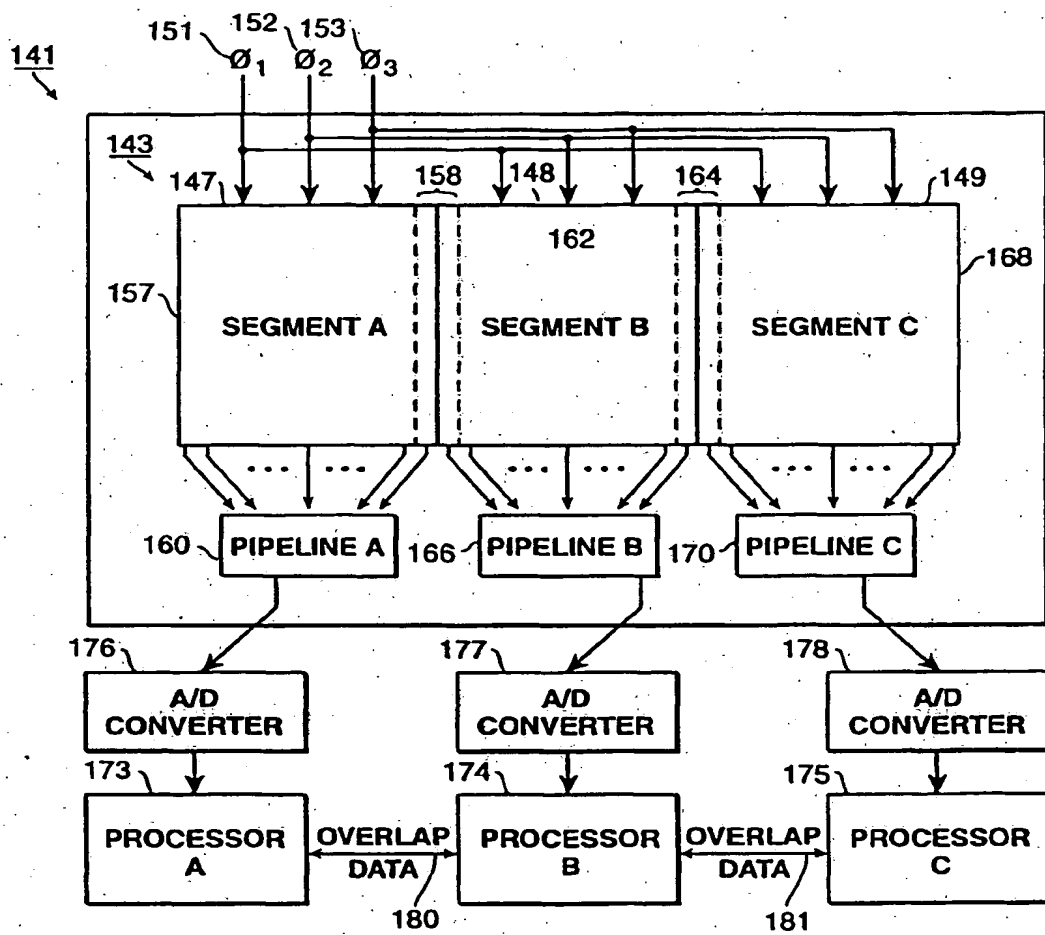 151 152 153
141 Ø1 Ø2 Ø3
143
147 158 148 164 149
162
157 168
SEGMENT A SEGMENT B SEGMENT C
... ... ... ... ... ...
160 PIPELINE A 166 PIPELINE B 170 PIPELINE C
176 177 178
A/D CONVERTER A/D CONVERTER A/D CONVERTER
173 174 175
PROCESSOR A OVERLAP DATA PROCESSOR B OVERLAP DATA PROCESSOR C
180 181